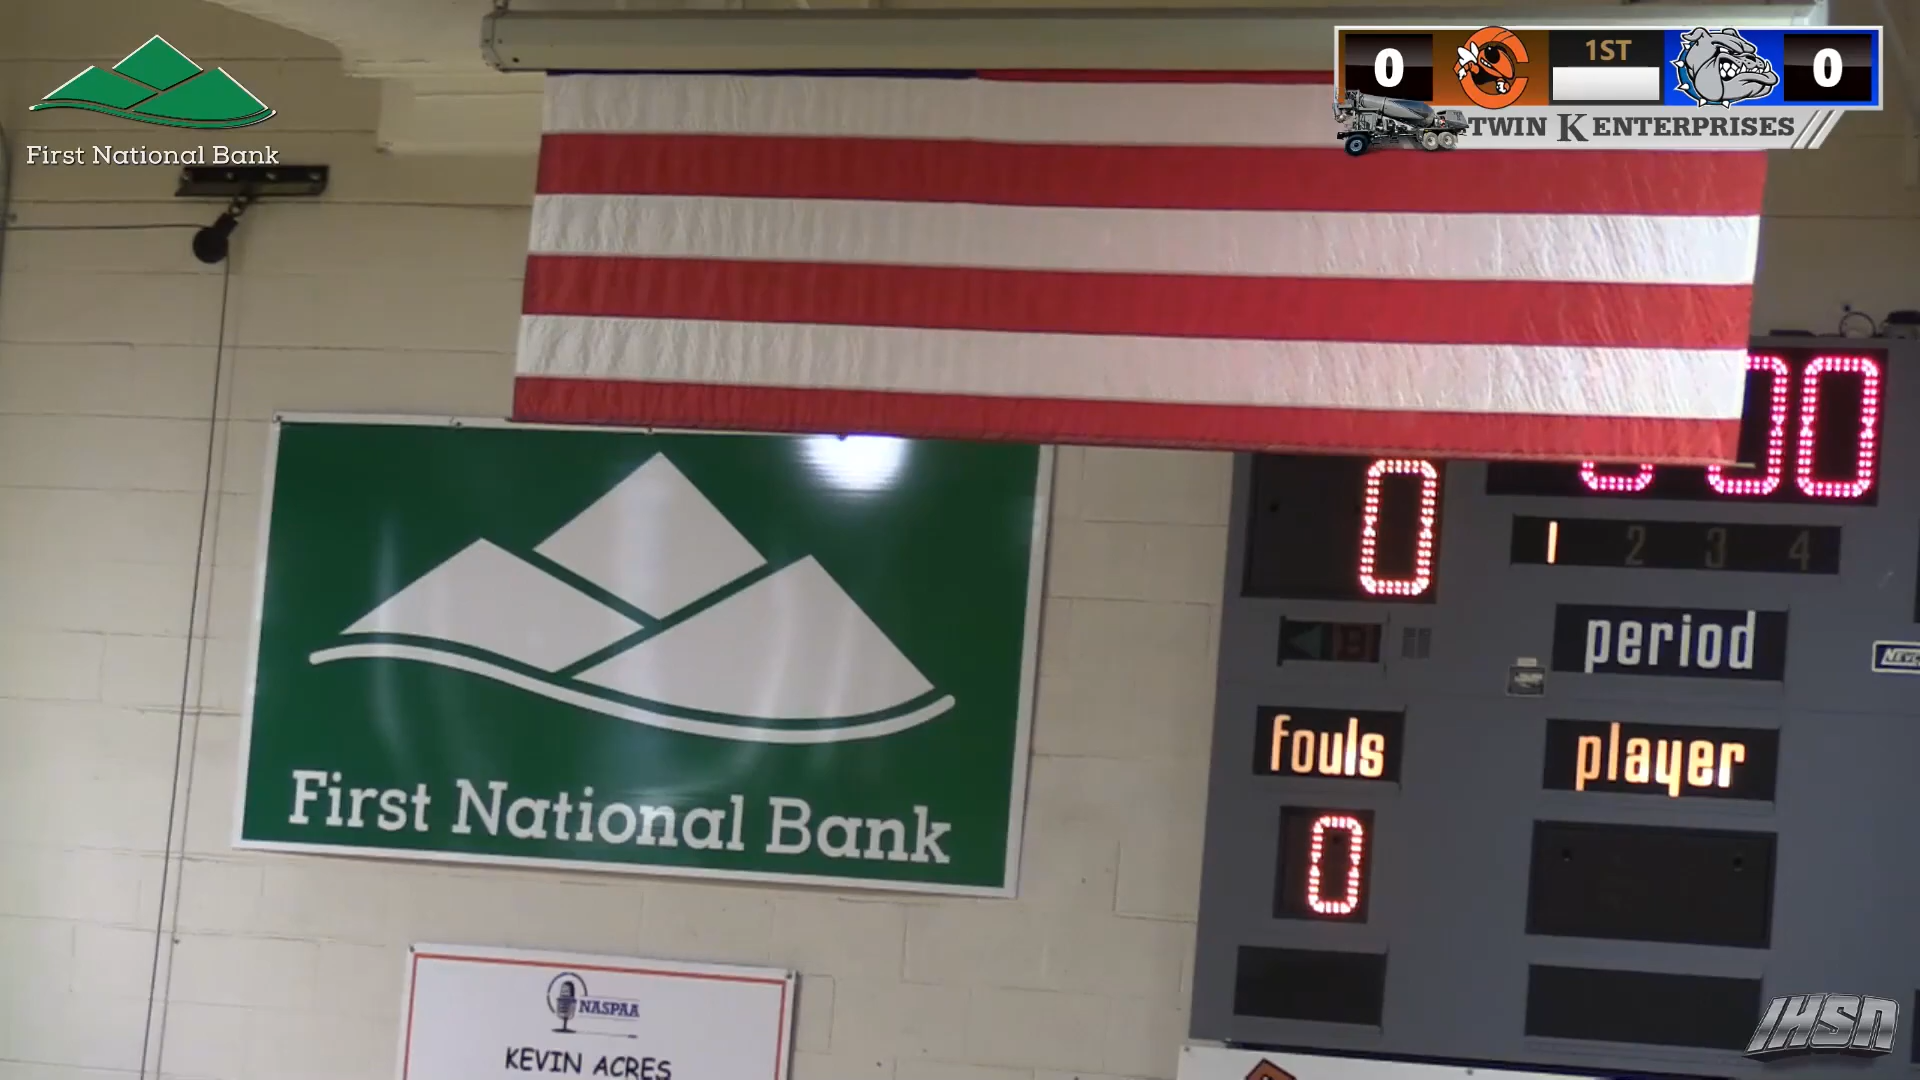 First National Bank
0 1ST 0
TWIN K ENTERPRISES
00
0
1 2 3 4
period
fouls
player
0
First National Bank
NASPAA
KEVIN ACRES
IHSN